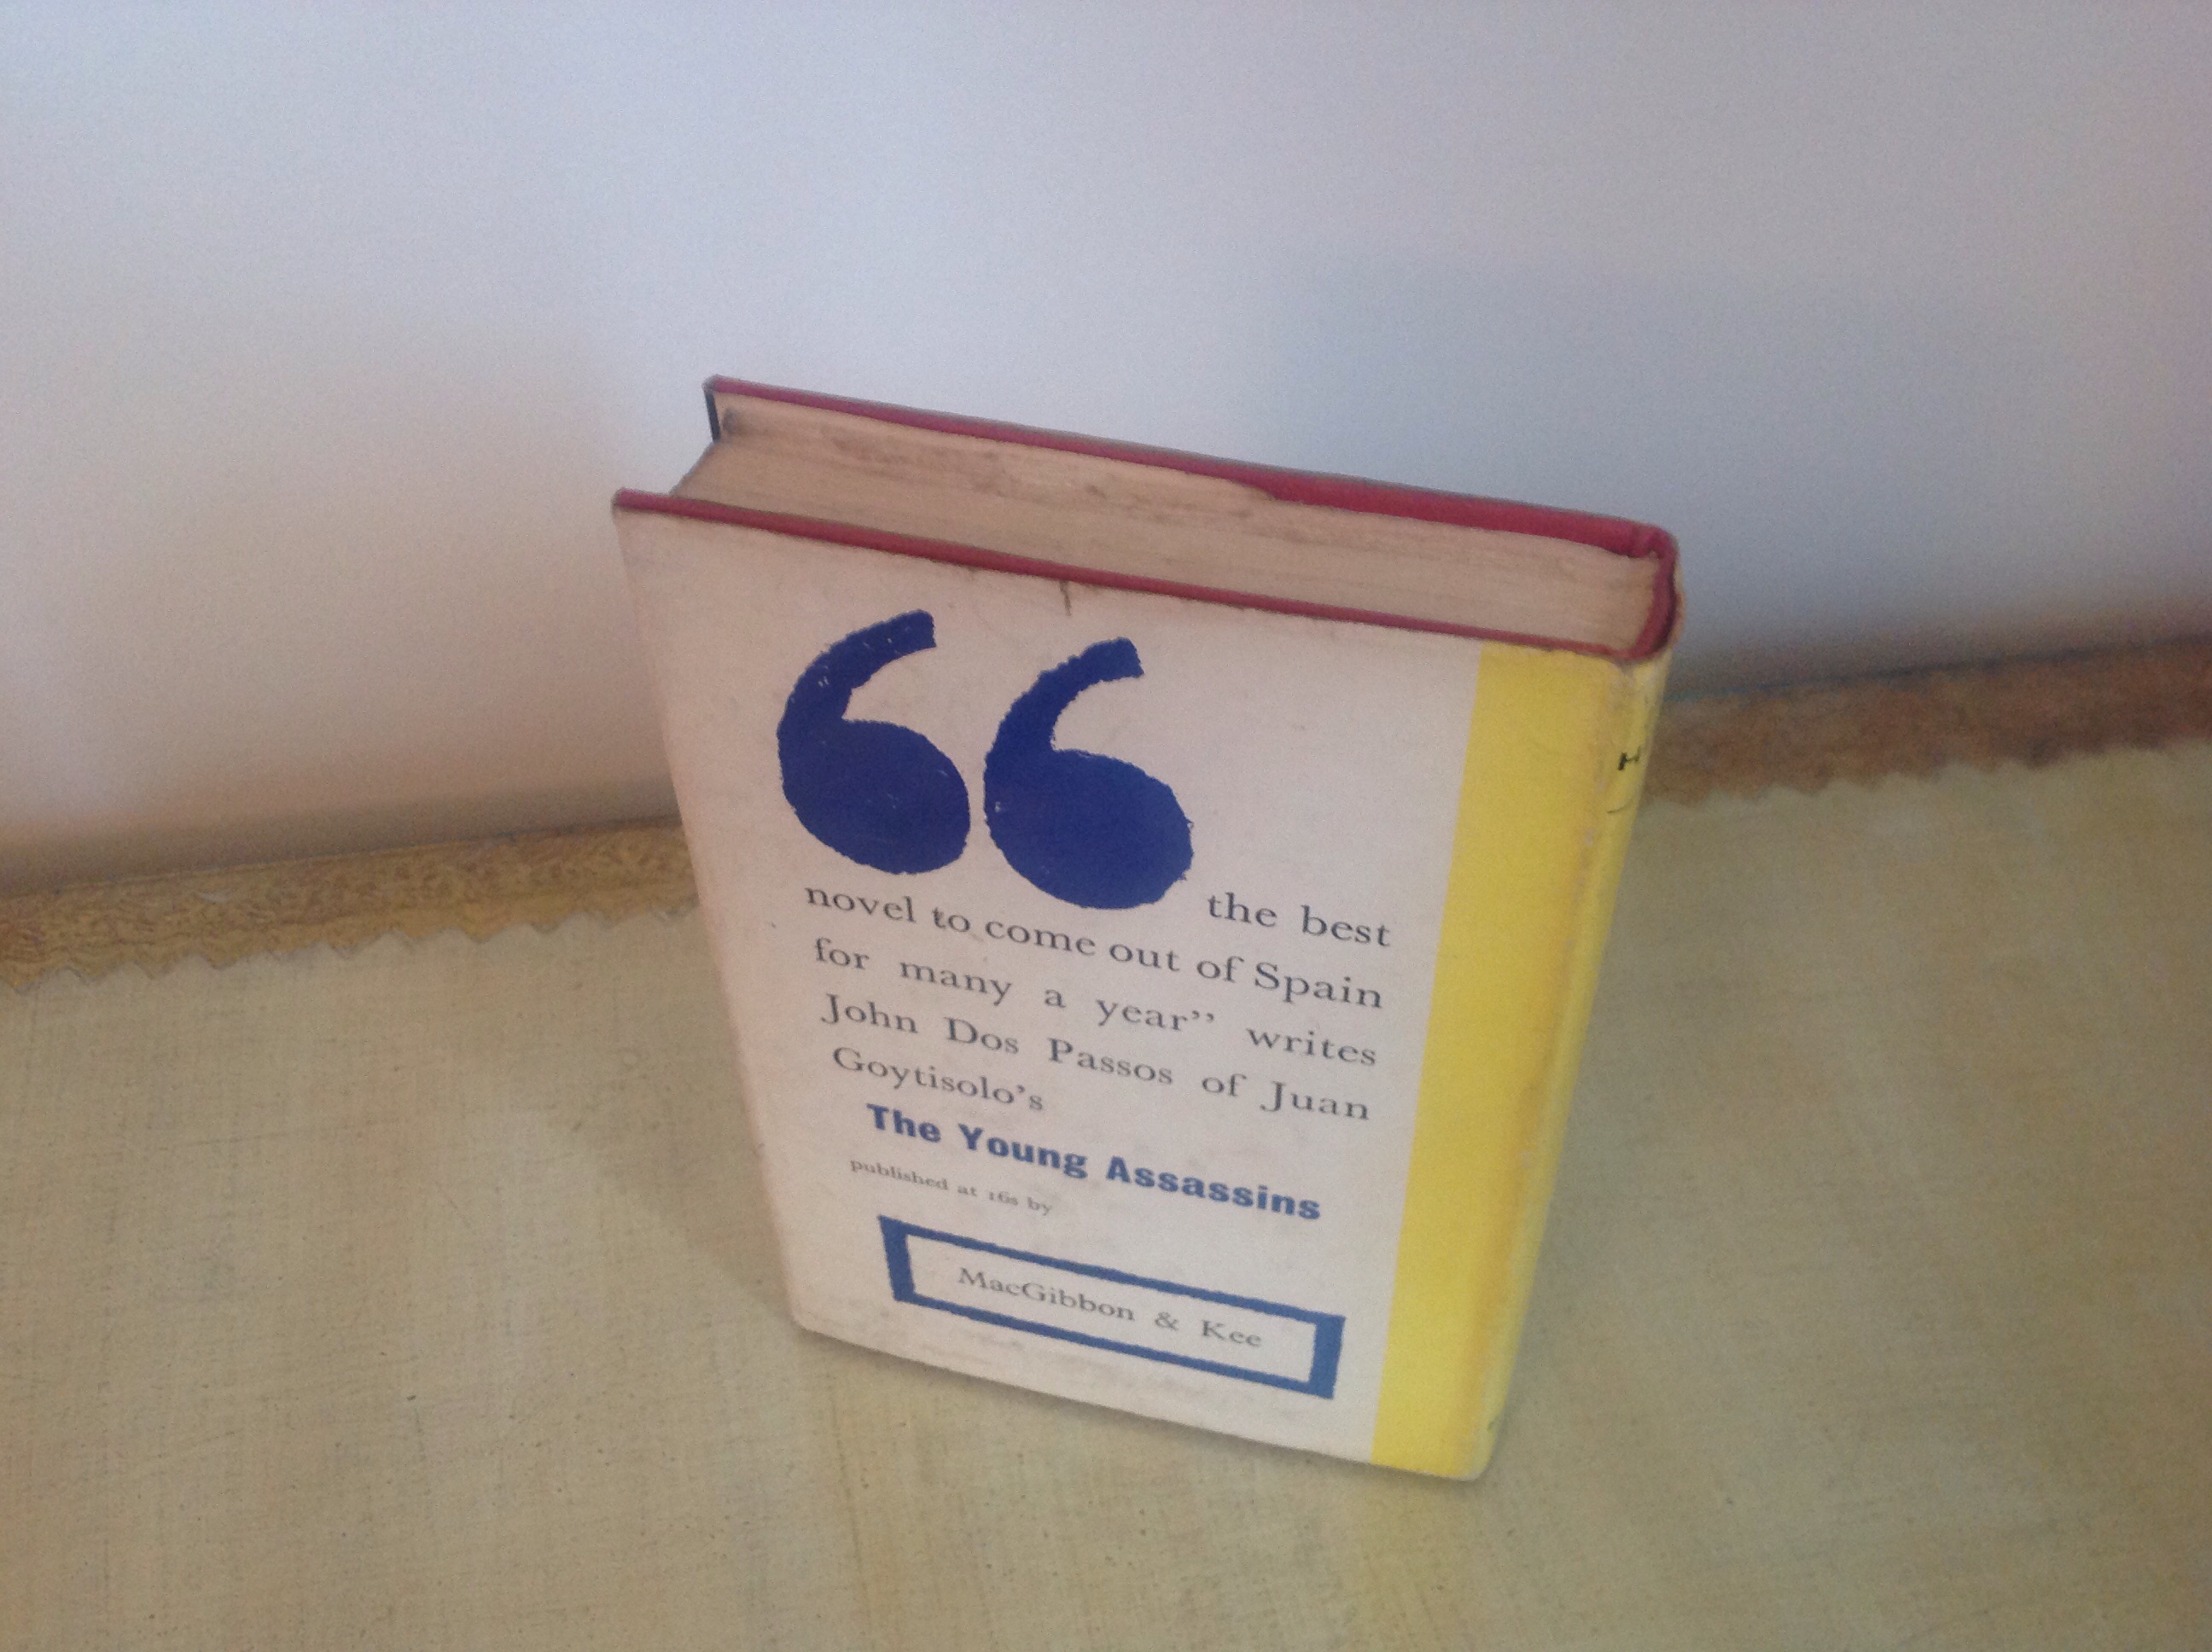 “ the best
novel to come out of Spain
for many a year” writes
John Dos Passos of Juan
Goytisolo’s
The Young Assassins
published at 16s by
MacGibbon & Kee